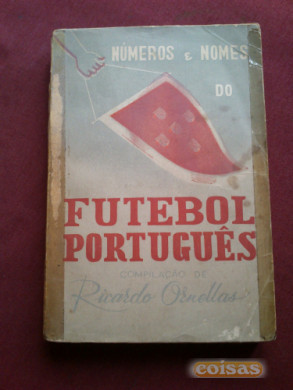 NÚMEROS E NOMES
DO
FUTEBOL
PORTUGUÊS
COMPILAÇÃO DE
Ricardo Ornellas
coisas